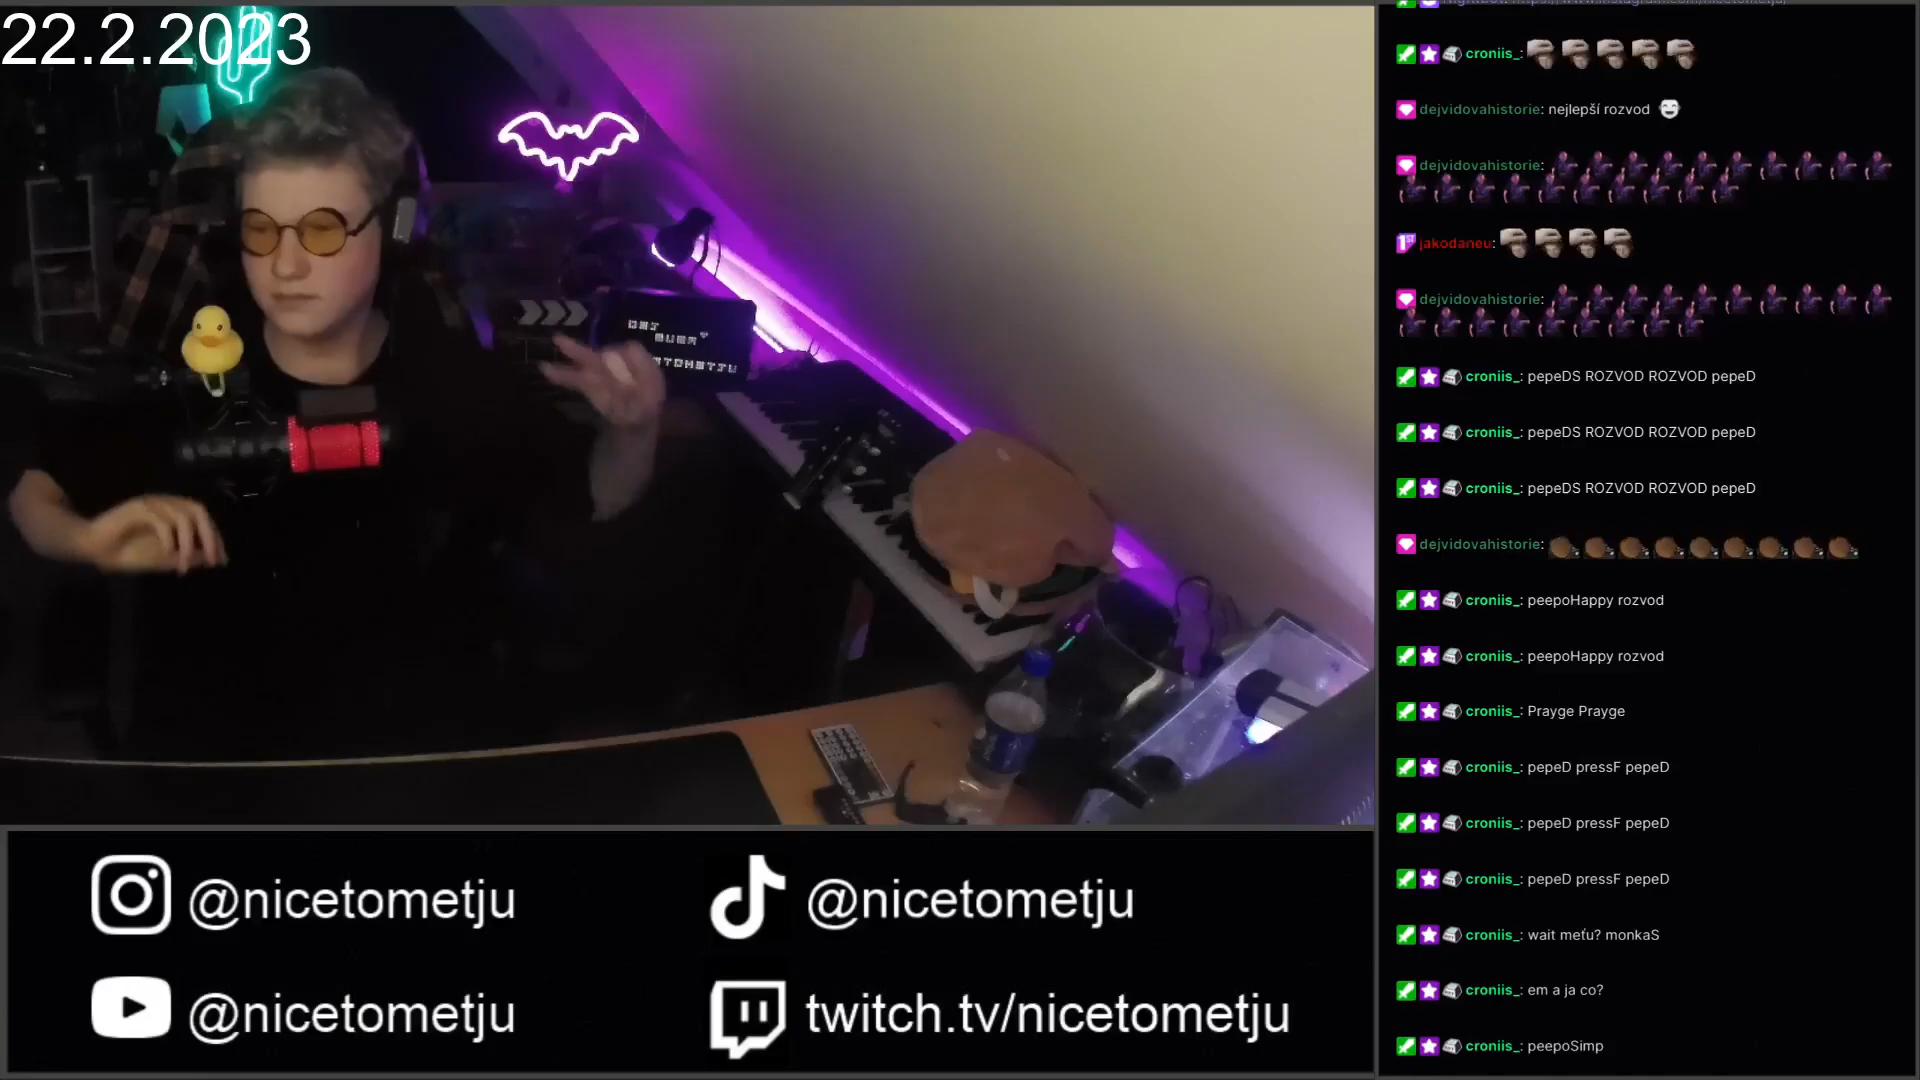 22.2.2023
croniis_:
dejvidovahistorie: nejlepší rozvod
dejvidovahistorie:
jakodaneu:
dejvidovahistorie:
croniis_: pepeDS ROZVOD ROZVOD pepeD
croniis_: pepeDS ROZVOD ROZVOD pepeD
croniis_: pepeDS ROZVOD ROZVOD pepeD
dejvidovahistorie:
croniis_: peepoHappy rozvod
croniis_: peepoHappy rozvod
croniis_: Prayge Prayge
croniis_: pepeD pressF pepeD
croniis_: pepeD pressF pepeD
croniis_: pepeD pressF pepeD
croniis_: wait meťu? monkaS
croniis_: em a ja co?
croniis_: peepoSimp
@nicetometju
@nicetometju
@nicetometju
twitch.tv/nicetometju